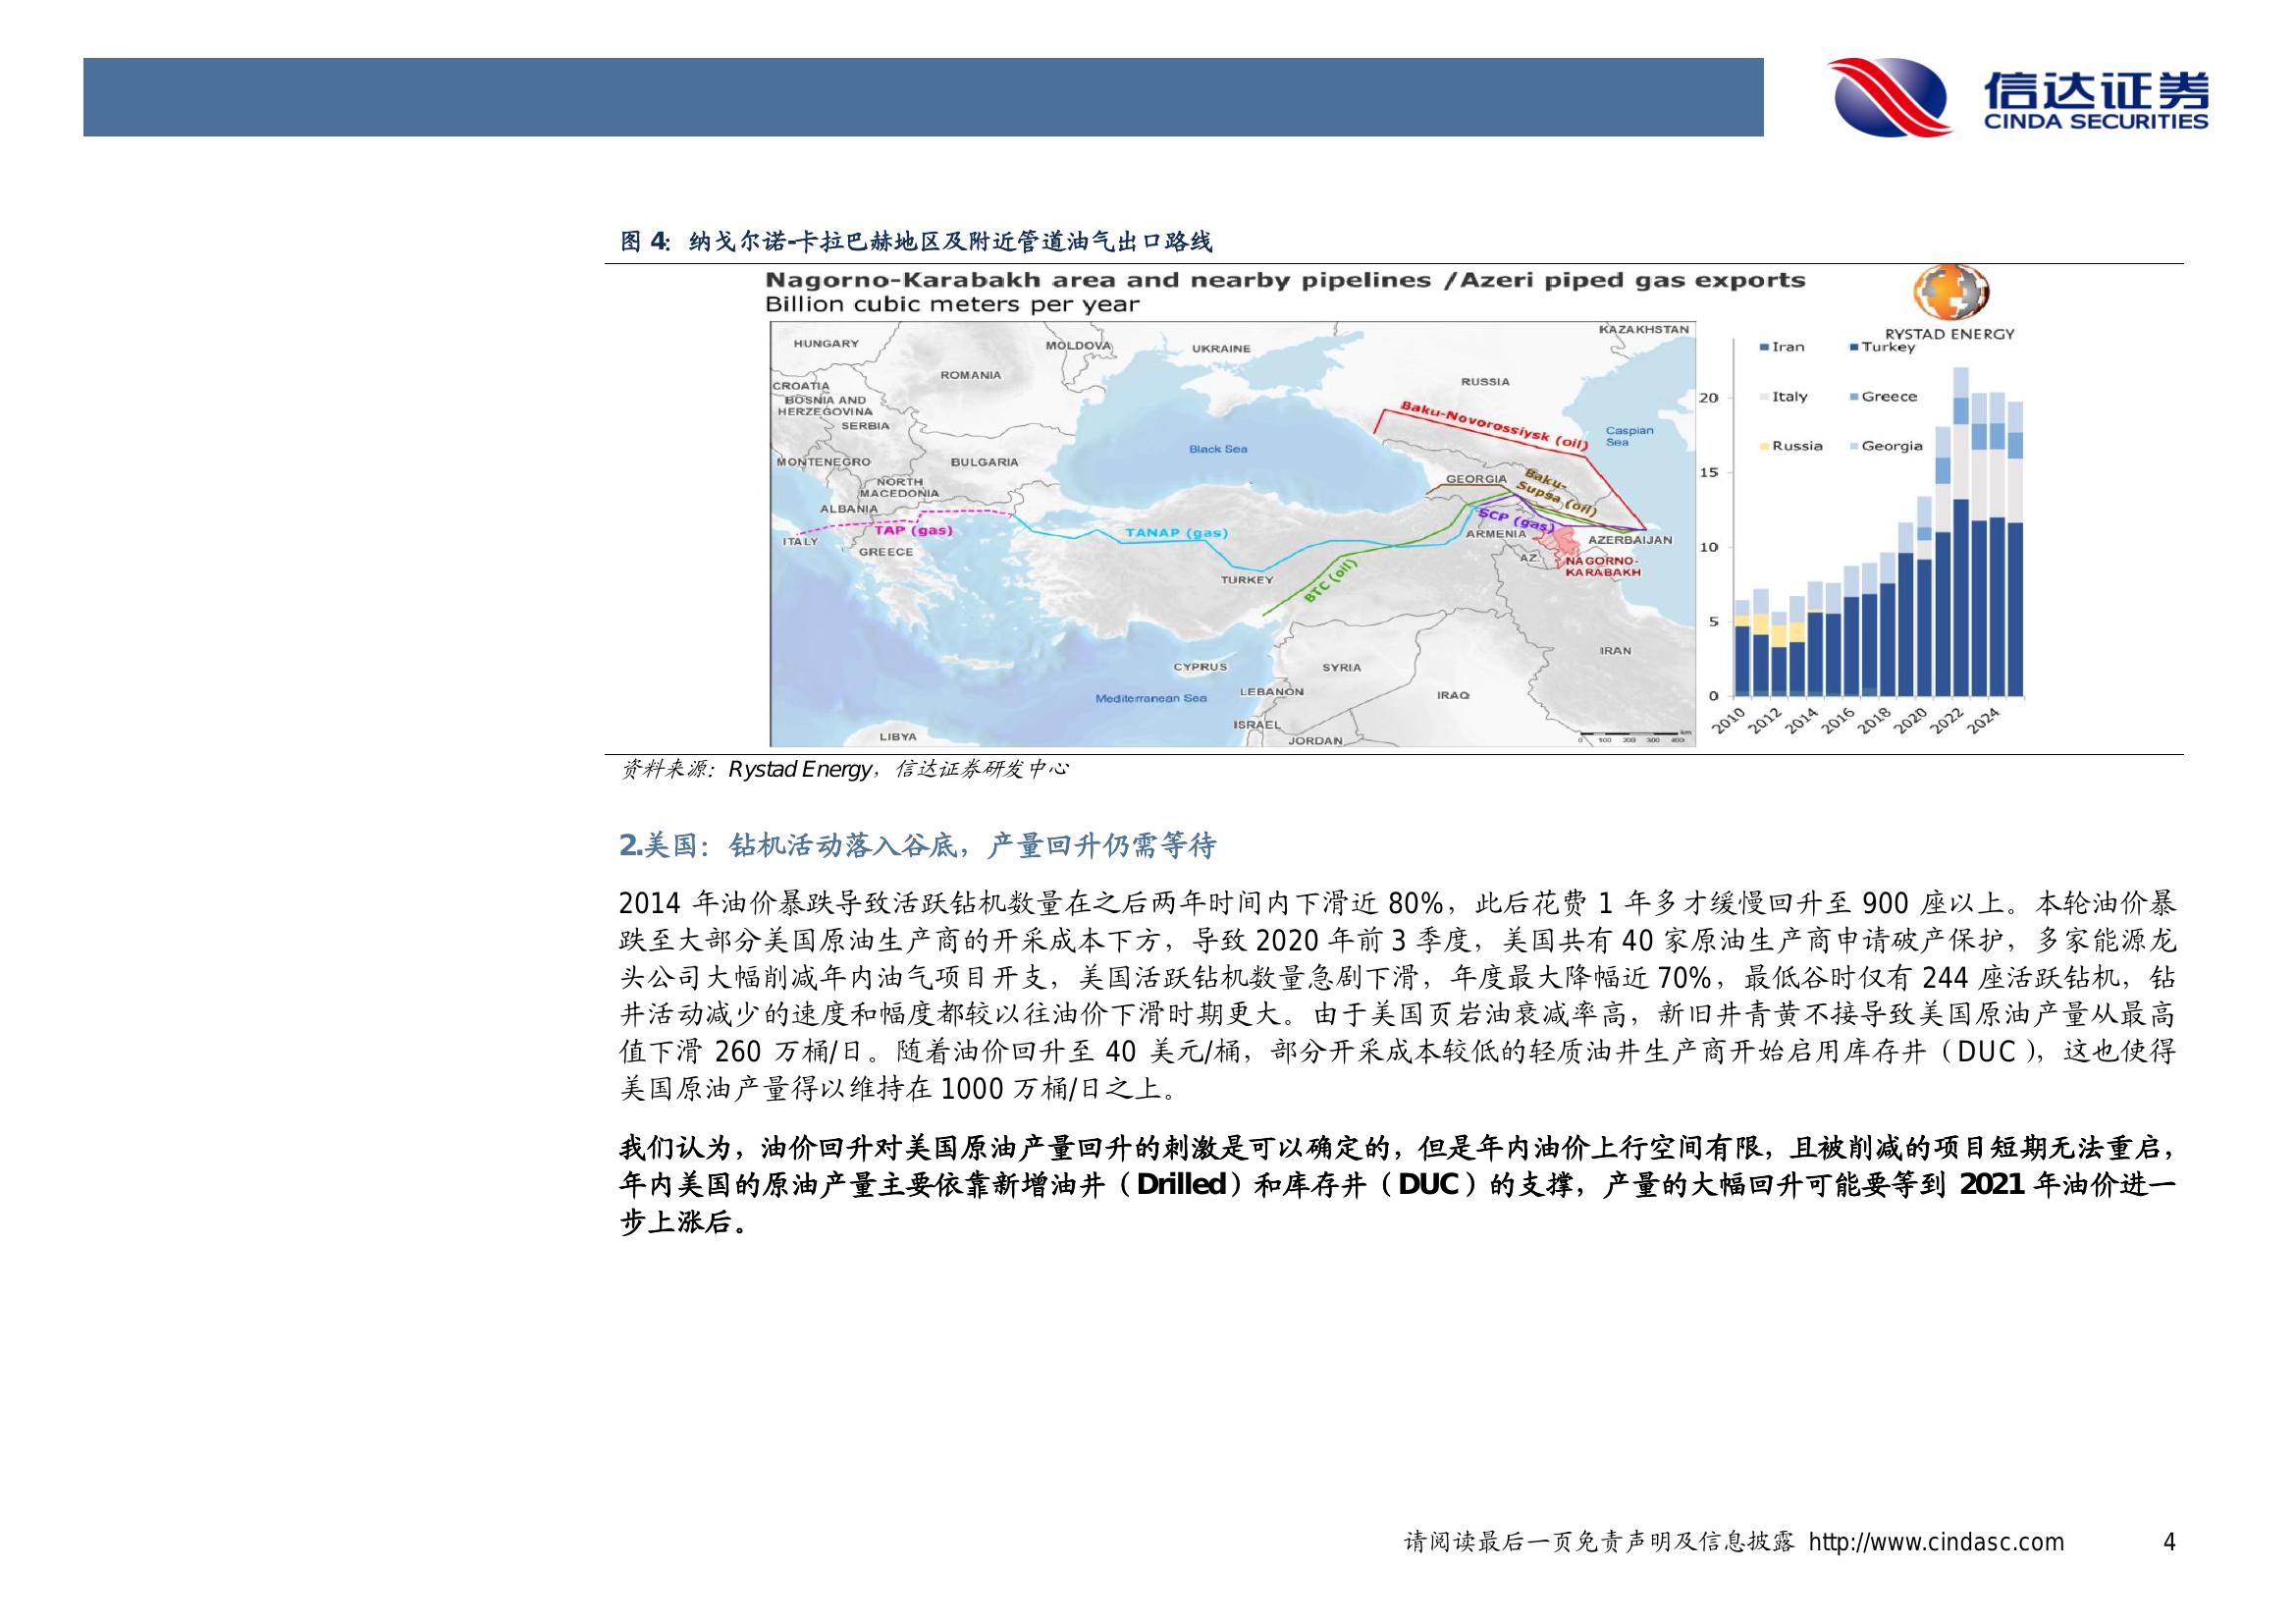 信达证券
CINDA SECURITIES
图 4：纳戈尔诺-卡拉巴赫地区及附近管道油气出口路线
Nagorno-Karabakh area and nearby pipelines /Azeri piped gas exports
Billion cubic meters per year
RYSTAD ENERGY
HUNGARY
MOLDOVA
UKRAINE
KAZAKHSTAN
ROMANIA
RUSSIA
CROATIA
BOSNIA AND
HERZEGOVINA
SERBIA
Baku-Novorossiysk (oil)
Caspian
Sea
Black Sea
MONTENEGRO
BULGARIA
NORTH
MACEDONIA
GEORGIA
Baku-
Supsa (oil)
ALBANIA
TAP (gas)
TANAP (gas)
SCP (gas)
ITALY
GREECE
ARMENIA
AZERBAIJAN
AZ.
NAGORNO-
KARABAKH
TURKEY
BTC (oil)
IRAN
CYPRUS
SYRIA
LEBANON
Mediterranean Sea
IRAQ
ISRAEL
LIBYA
JORDAN
0 100 200 300 400 km
Iran Turkey
Italy Greece
Russia Georgia
20
15
10
5
0
2010 2012 2014 2016 2018 2020 2022 2024
资料来源：Rystad Energy，信达证券研发中心
2.美国：钻机活动落入谷底，产量回升仍需等待
2014 年油价暴跌导致活跃钻机数量在之后两年时间内下滑近 80%，此后花费 1 年多才缓慢回升至 900 座以上。本轮油价暴
跌至大部分美国原油生产商的开采成本下方，导致 2020 年前 3 季度，美国共有 40 家原油生产商申请破产保护，多家能源龙
头公司大幅削减年内油气项目开支，美国活跃钻机数量急剧下滑，年度最大降幅近 70%，最低谷时仅有 244 座活跃钻机，钻
井活动减少的速度和幅度都较以往油价下滑时期更大。由于美国页岩油衰减率高，新旧井青黄不接导致美国原油产量从最高
值下滑 260 万桶/日。随着油价回升至 40 美元/桶，部分开采成本较低的轻质油井生产商开始启用库存井（DUC），这也使得
美国原油产量得以维持在 1000 万桶/日之上。
我们认为，油价回升对美国原油产量回升的刺激是可以确定的，但是年内油价上行空间有限，且被削减的项目短期无法重启，
年内美国的原油产量主要依靠新增油井（Drilled）和库存井（DUC）的支撑，产量的大幅回升可能要等到 2021 年油价进一
步上涨后。
请阅读最后一页免责声明及信息披露 http://www.cindasc.com 4